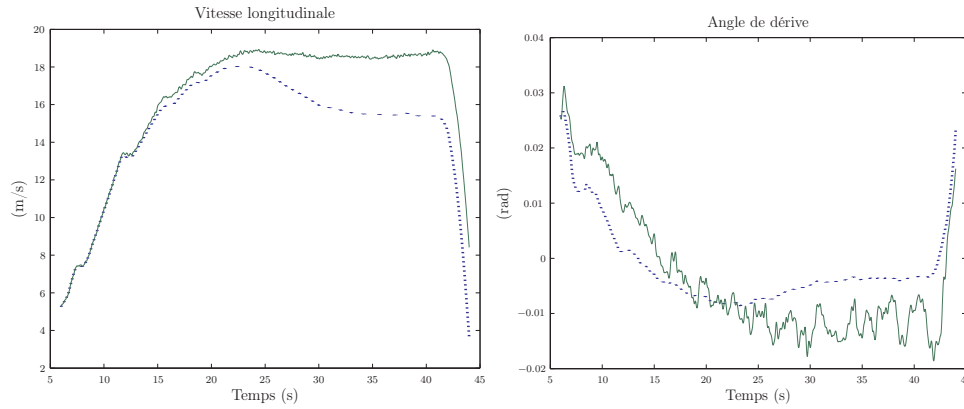 Vitesse longitudinale
20
18
16
14
12
10
8
6
4
2
(m/s)
5 10 15 20 25 30 35 40 45
Temps (s)
Angle de dérive
0.04
0.03
0.02
0.01
0
−0.01
−0.02
(rad)
5 10 15 20 25 30 35 40 45
Temps (s)